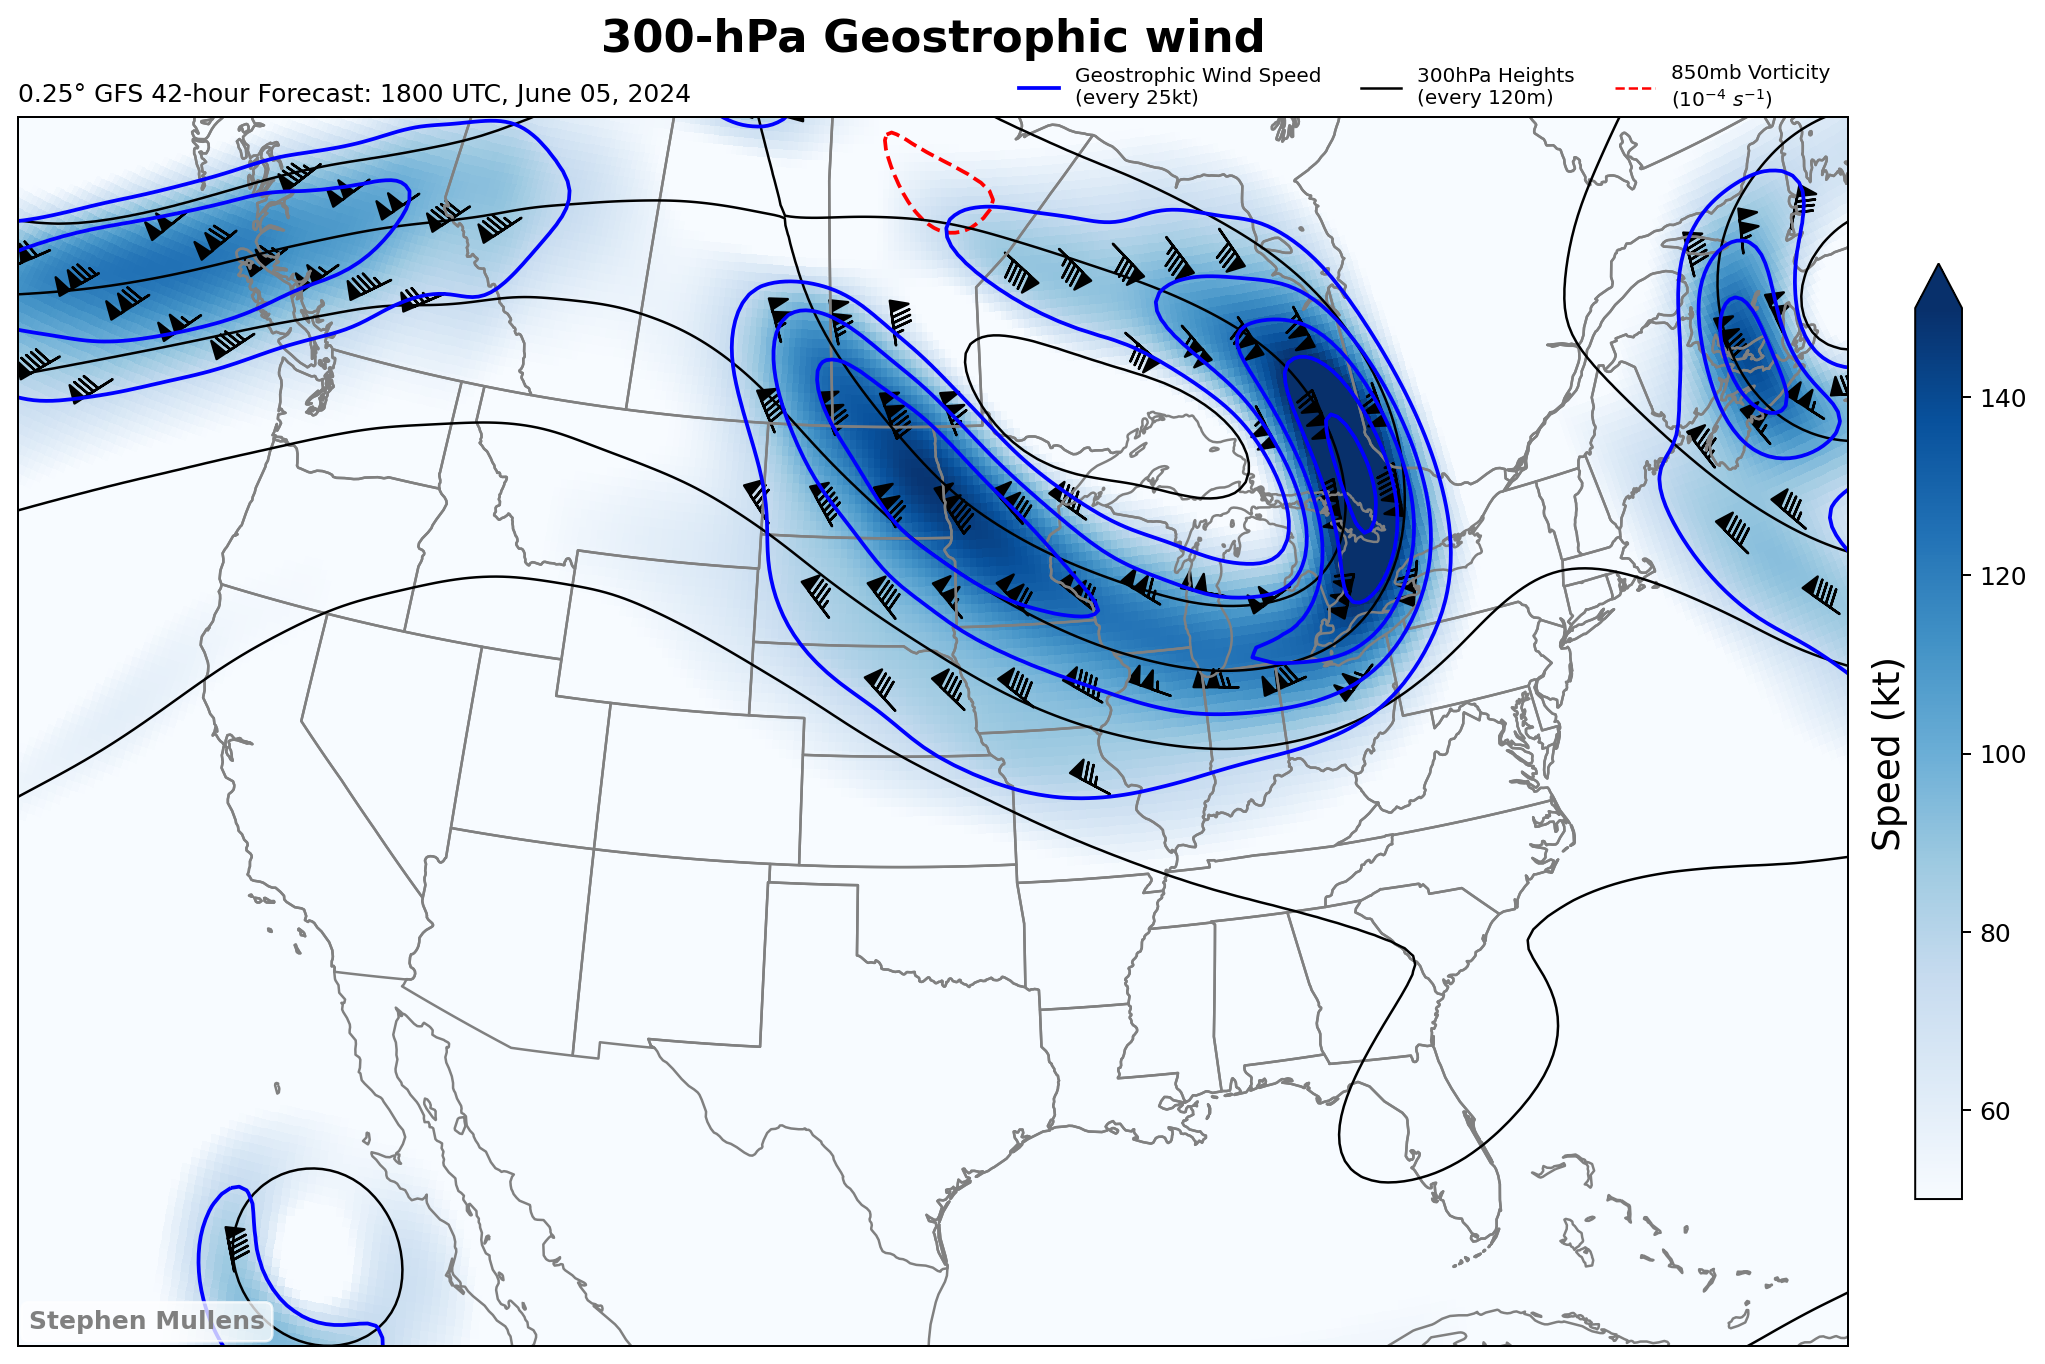 300-hPa Geostrophic wind
0.25° GFS 42-hour Forecast: 1800 UTC, June 05, 2024
Geostrophic Wind Speed
(every 25kt)
300hPa Heights
(every 120m)
850mb Vorticity
(10⁻⁴ s⁻¹)
140
120
100
80
60
Speed (kt)
Stephen Mullens